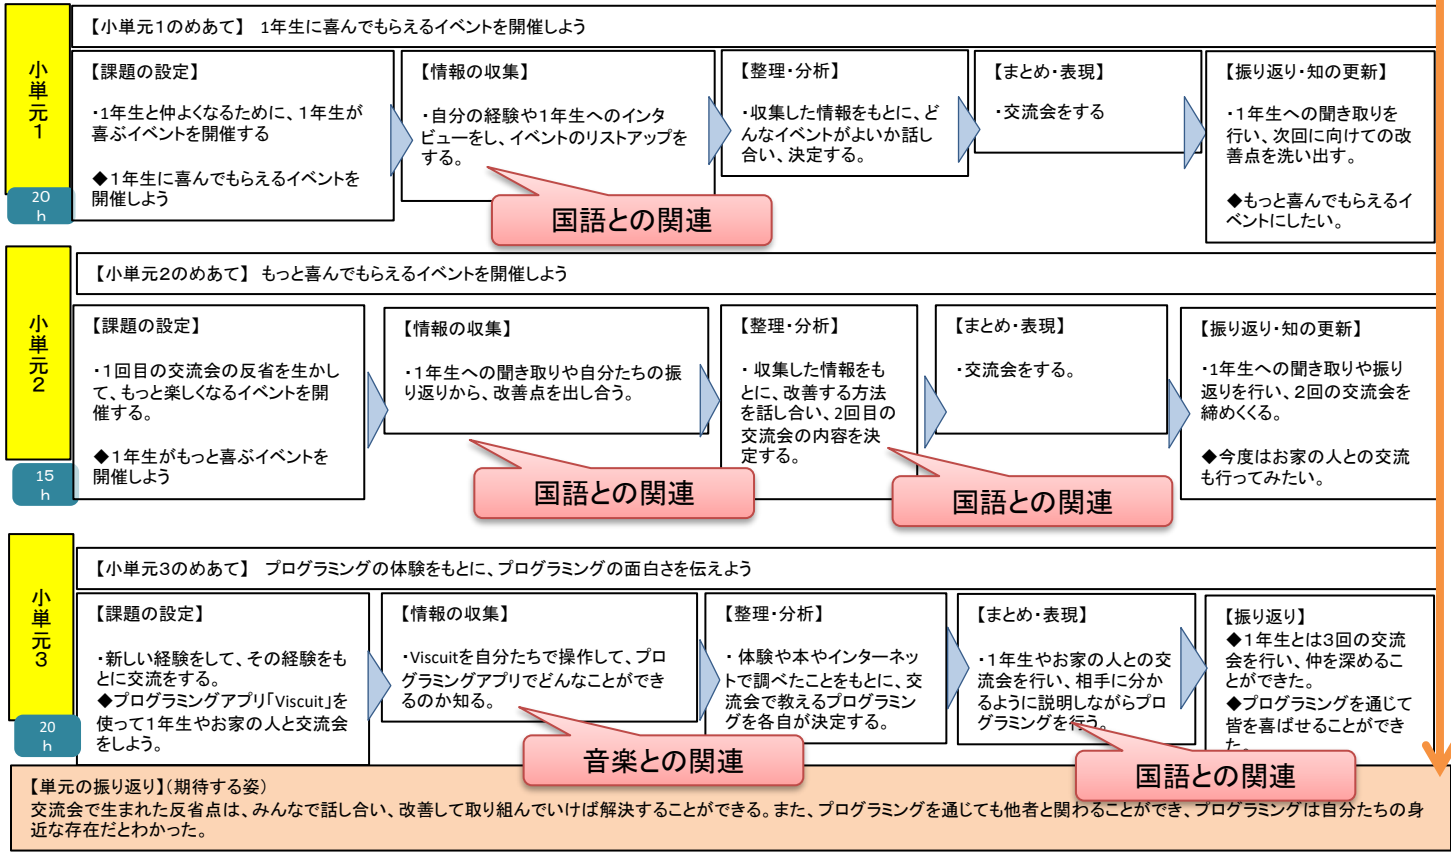 小単元1
20
h
【小単元1のめあて】 1年生に喜んでもらえるイベントを開催しよう
【課題の設定】
・1年生と仲よくなるために、1年生が
喜ぶイベントを開催する
◆1年生に喜んでもらえるイベントを
開催しよう
【情報の収集】
・自分の経験や1年生へのインタ
ビューをし、イベントのリストアップを
する。
国語との関連
【整理・分析】
・収集した情報をもとに、ど
んなイベントがよいか話し
合い、決定する。
【まとめ・表現】
・交流会をする
【振り返り・知の更新】
・1年生への聞き取りを
行い、次回に向けての改
善点を洗い出す。
◆もっと喜んでもらえるイ
ベントにしたい。
小単元2
15
h
【小単元2のめあて】 もっと喜んでもらえるイベントを開催しよう
【課題の設定】
・1回目の交流会の反省を生かし
て、もっと楽しくなるイベントを開
催する。
◆1年生がもっと喜ぶイベントを
開催しよう
【情報の収集】
・1年生への聞き取りや自分たちの振
り返りから、改善点を出し合う。
国語との関連
【整理・分析】
・ 収集した情報をも
とに、改善する方法
を話し合い、2回目の
交流会の内容を決
定する。
国語との関連
【まとめ・表現】
・交流会をする。
【振り返り・知の更新】
・1年生への聞き取りや振り
返りを行い、2回の交流会を
締めくくる。
◆今度はお家の人との交流
も行ってみたい。
小単元3
20
h
【小単元3のめあて】 プログラミングの体験をもとに、プログラミングの面白さを伝えよう
【課題の設定】
・新しい経験をして、その経験をも
とに交流をする。
◆プログラミングアプリ「Viscuit」を
使って1年生やお家の人と交流会
をしよう。
【情報の収集】
・Viscuitを自分たちで操作して、プロ
グラミングアプリでどんなことができ
るのか知る。
音楽との関連
【整理・分析】
・ 体験や本やインターネッ
トで調べたことをもとに、交
流会で教えるプログラミン
グを各自が決定する。
【まとめ・表現】
・1年生やお家の人との交
流会を行い、相手に分か
るように説明しながらプロ
グラミングを行う。
国語との関連
【振り返り】
◆1年生とは3回の交流
会を行い、仲を深めるこ
とができた。
◆プログラミングを通じて
皆を喜ばせることができ
た。
【単元の振り返り】(期待する姿)
交流会で生まれた反省点は、みんなで話し合い、改善して取り組んでいけば解決することができる。また、プログラミングを通じても他者と関わることができ、プログラミングは自分たちの身
近な存在だとわかった。